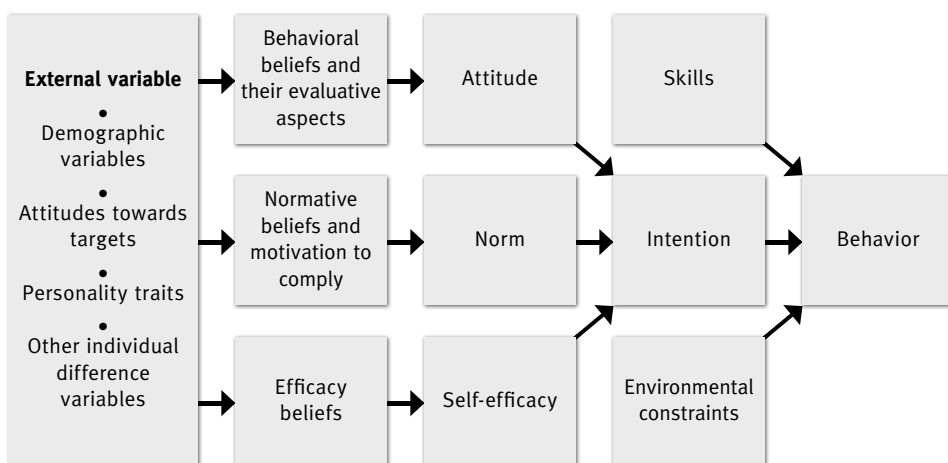 External variable
•
Demographic
variables
•
Attitudes towards
targets
•
Personality traits
•
Other individual
difference
variables
Behavioral
beliefs and
their evaluative
aspects
Attitude
Skills
Normative
beliefs and
motivation to
comply
Norm
Intention
Behavior
Efficacy
beliefs
Self-efficacy
Environmental
constraints